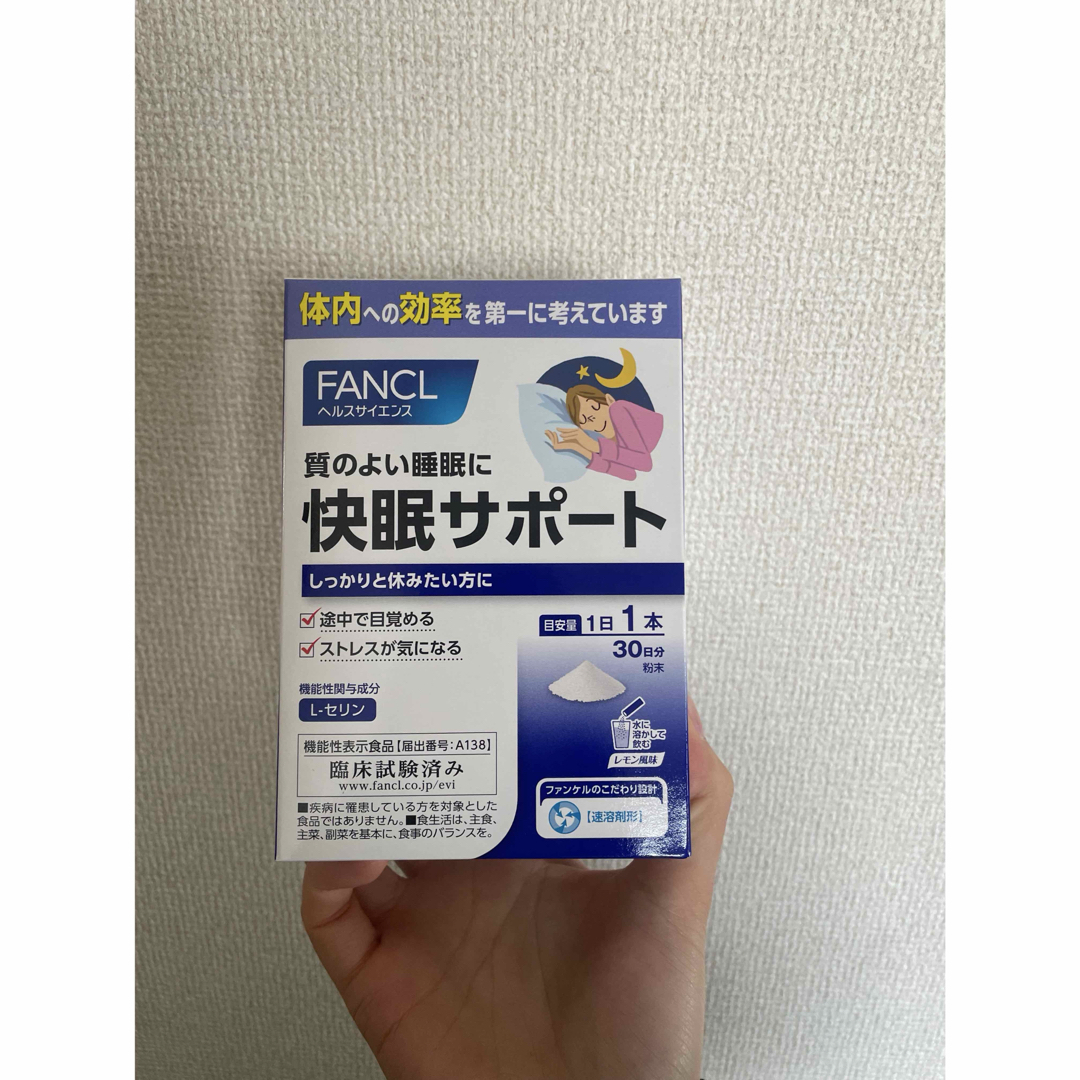 体内への効率を第一に考えています
FANCL
ヘルスサイエンス
質のよい睡眠に
快眠サポート
しっかりと休みたい方に
途中で目覚める
ストレスが気になる
機能性関与成分
L-セリン
機能性表示食品【届出番号:A138】
臨床試験済み
www.fancl.co.jp/evi
■疾病に罹患している方を対象とした
食品ではありません。■食生活は、主食、
主菜、副菜を基本に、食事のバランスを。
目安量 1日1本
30日分
粉末
水に
溶かして
飲む
レモン風味
ファンケルのこだわり設計
【速溶剤形】